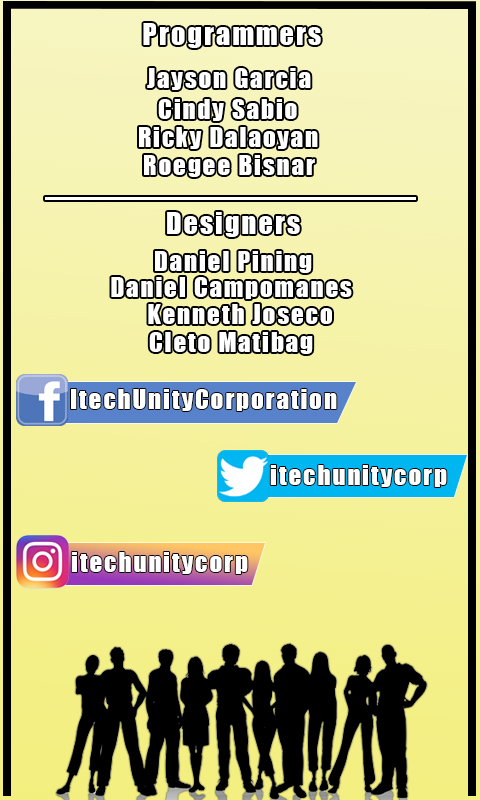 Programmers
Jayson Garcia
Cindy Sabio
Ricky Dalaoyan
Roegee Bisnar
Designers
Daniel Pining
Daniel Campomanes
Kenneth Joseco
Cleto Matibag
ItechUnityCorporation
itechunitycorp
itechunitycorp